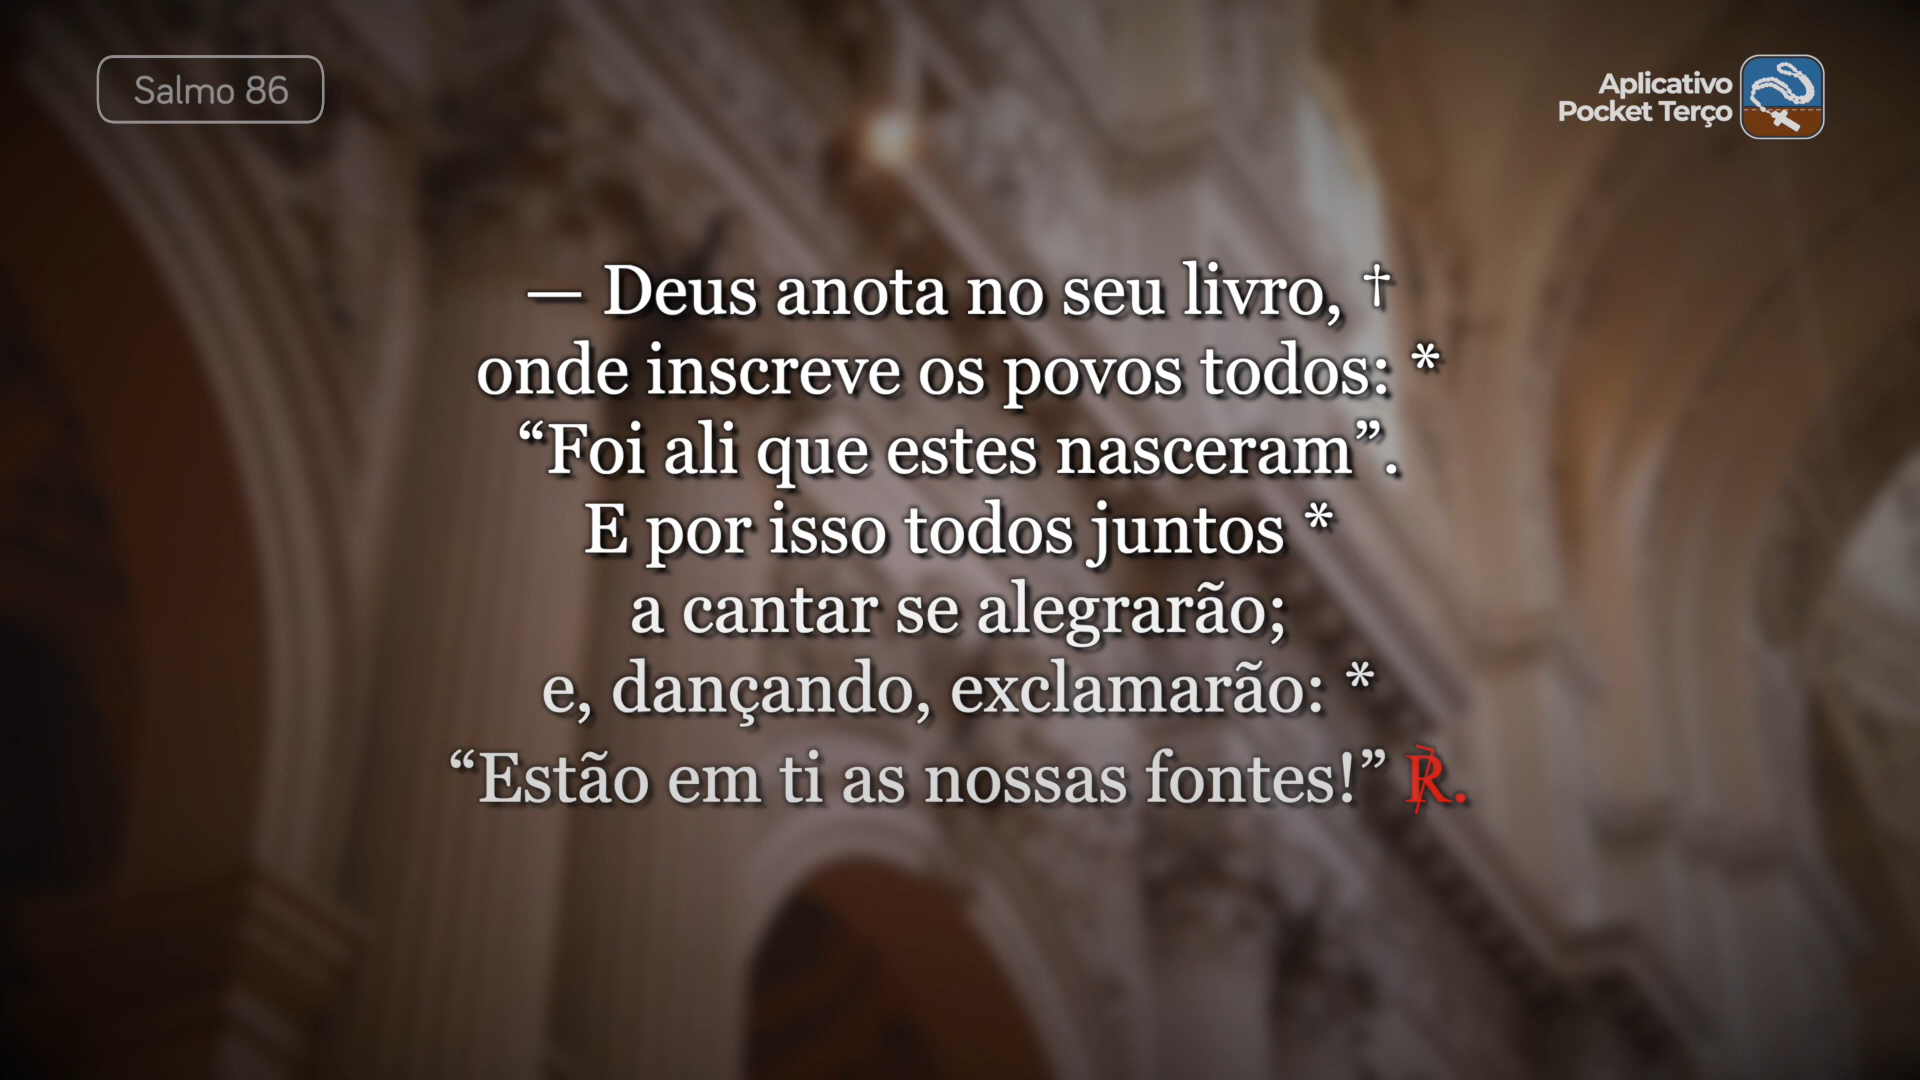 Salmo 86
Aplicativo
Pocket Terço
— Deus anota no seu livro, †
onde inscreve os povos todos: *
“Foi ali que estes nasceram”.
E por isso todos juntos *
a cantar se alegrarão;
e, dançando, exclamarão: *
“Estão em ti as nossas fontes!” ℟.